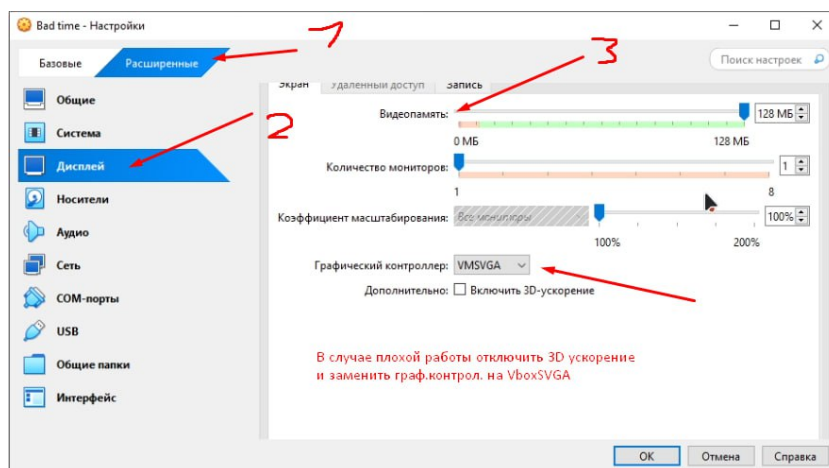 Bad time - Настройки
1
3
Базовые
Расширенные
Поиск настроек
Общие
2
Система
Дисплей
Носители
Аудио
Сеть
COM-порты
USB
Общие папки
Интерфейс
Экран
Удаленный доступ
Запись
Видеопамять:
128 МБ
0 МБ
128 МБ
Количество мониторов:
1
1
8
Коэффициент масштабирования:
Все мониторы
100%
100%
200%
Графический контроллер:
VMSVGA
Дополнительно:
Включить 3D-ускорение
В случае плохой работы отключить 3D ускорение
и заменить граф.контрол. на VboxSVGA
OK
Отмена
Справка